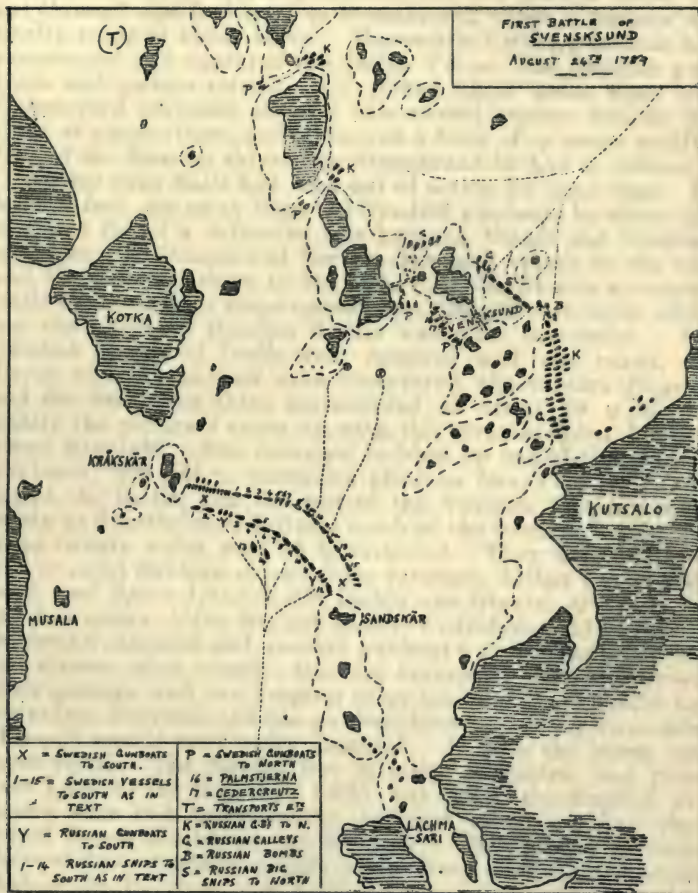 (T)
FIRST BATTLE OF
SVENSKSUND
AUGUST 24TH 1789
K
P
K
P
KOTKA
S
G
S
B
P
P
SVENSKSUND
K
G
KRÅKSKÄR
X
X
KUTSALO
MUSALA
SANDSKÄR
LÄCHMA
-SARI
X = SWEDISH GUNBOATS
TO SOUTH.
1-15 = SWEDISH VESSELS
TO SOUTH AS IN
TEXT
Y = RUSSIAN GUNBOATS
TO SOUTH
1-14 RUSSIAN SHIPS TO
SOUTH AS IN TEXT
P = SWEDISH GUNBOATS
TO NORTH
16 = PALMSTJERNA
17 = CEDERCREUTZ
T = TRANSPORTS ETC
K = RUSSIAN G.BS TO N.
G = RUSSIAN GALLEYS
B = RUSSIAN BOMBS
S = RUSSIAN BIG
SHIPS TO NORTH